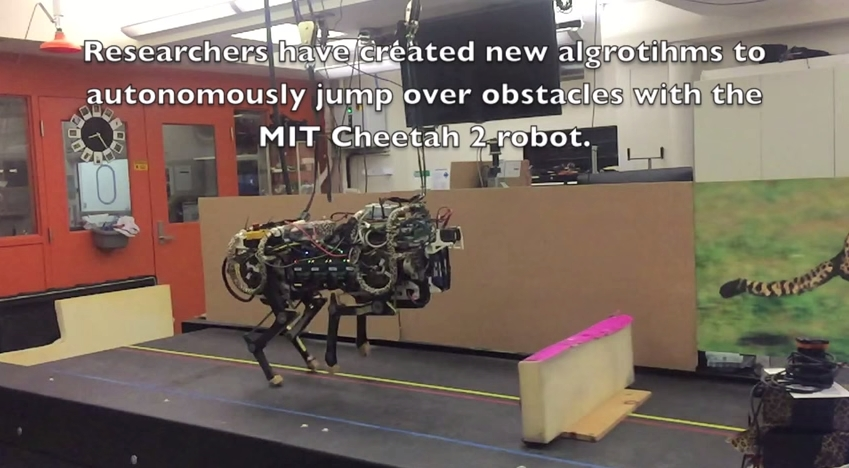 Researchers have created new algrotihms to
autonomously jump over obstacles with the
MIT Cheetah 2 robot.